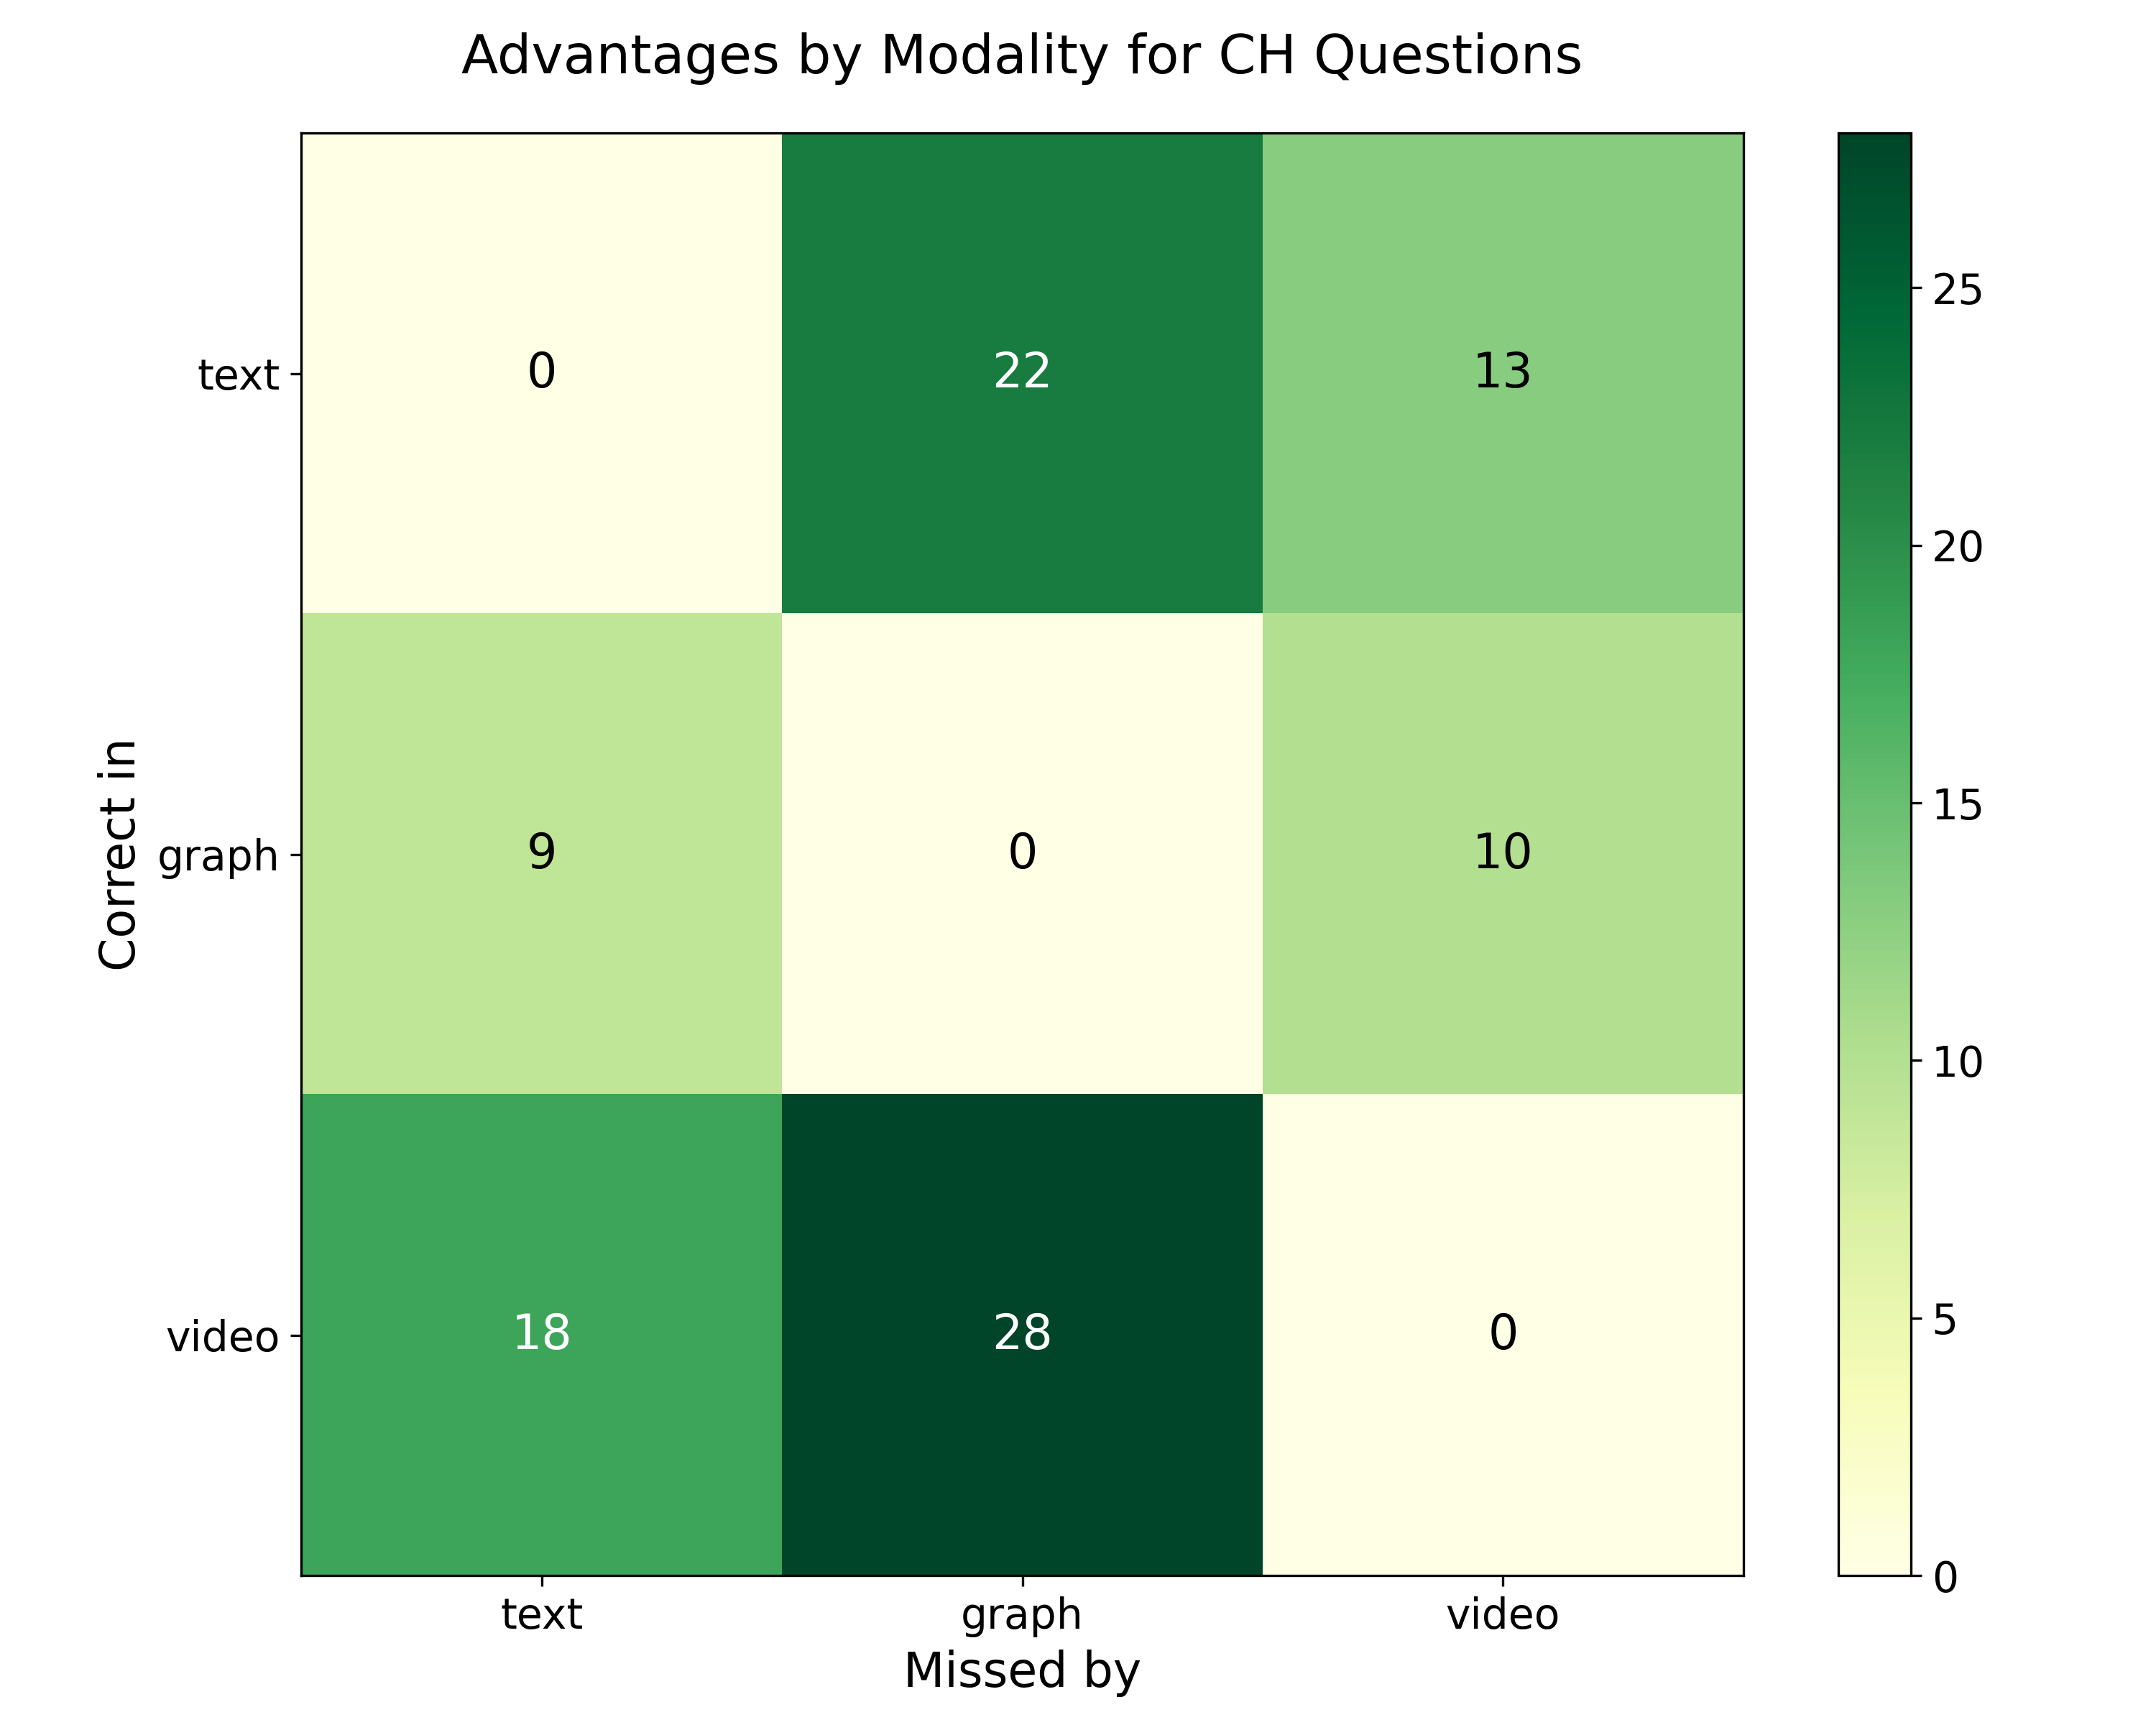 Advantages by Modality for CH Questions
text
0
22
13
graph
9
0
10
video
18
28
0
text
graph
video
Correct in
Missed by
25
20
15
10
5
0